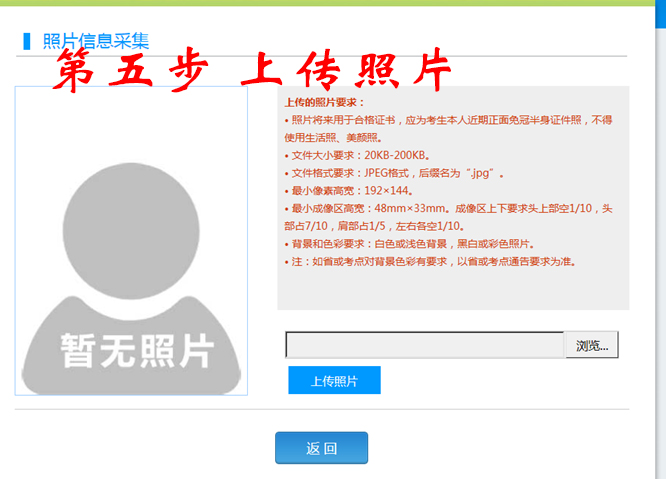 照片信息采集
第五步 上传照片
上传的照片要求：
• 照片将来用于合格证书，应为考生本人近期正面免冠半身证件照，不得
使用生活照、美颜照。
• 文件大小要求：20KB-200KB。
• 文件格式要求：JPEG格式，后缀名为“.jpg”。
• 最小像素高宽：192×144。
• 最小成像区高宽：48mm×33mm。成像区上下要求头上部空1/10，头
部占7/10，肩部占1/5，左右各空1/10。
• 背景和色彩要求：白色或浅色背景，黑白或彩色照片。
• 注：如省或考点对背景色彩有要求，以省或考点通告要求为准。
暂无照片
浏览...
上传照片
返 回